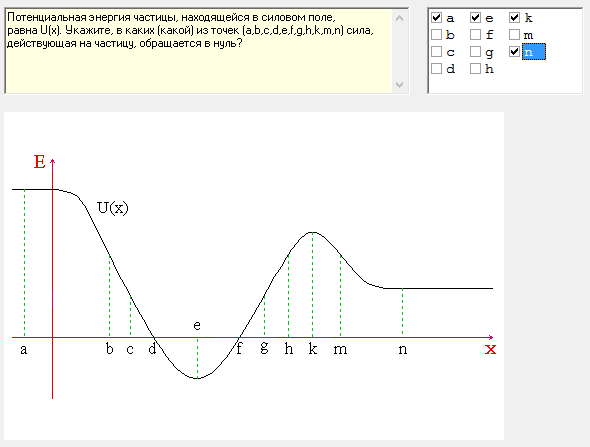 Потенциальная энергия частицы, находящейся в силовом поле,
равна U(x). Укажите, в каких (какой) из точек (a,b,c,d,e,f,g,h,k,m,n) сила,
действующая на частицу, обращается в нуль?
a e k
b f m
c g n
d h
E
U(x)
e
a b c d f g h k m n x